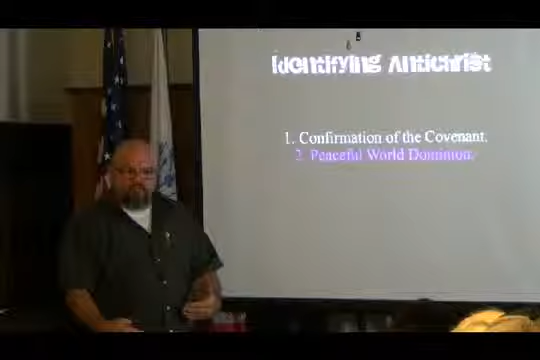 Identifying Antichrist
1. Confirmation of the Covenant.
2. Peaceful World Dominion.